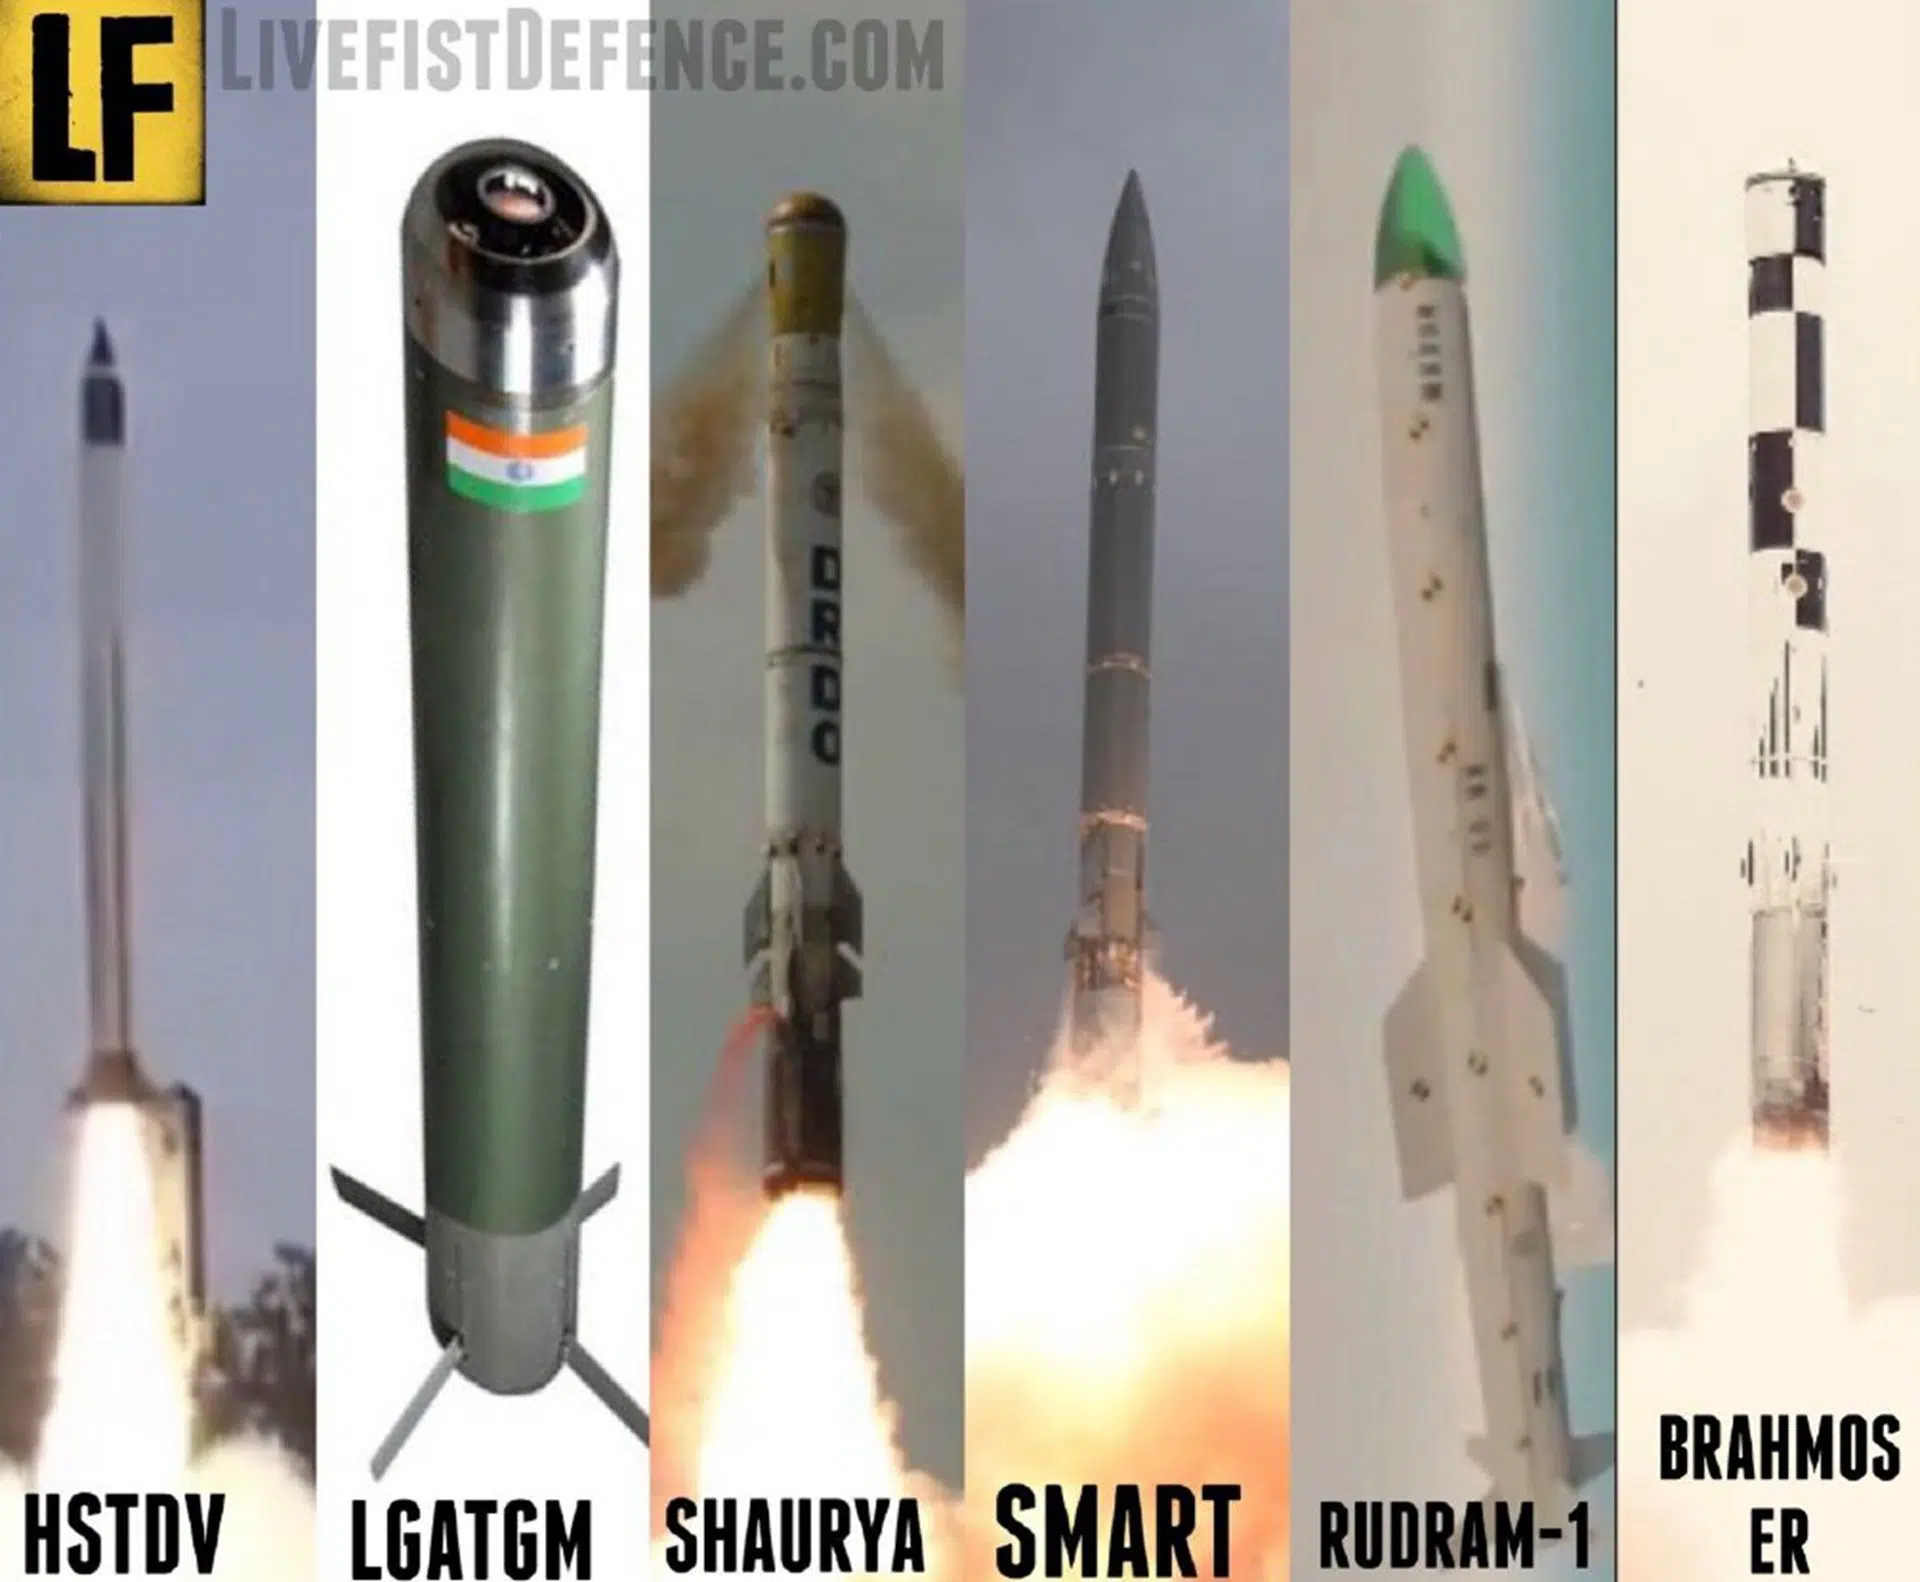 LF
LIVEFISTDEFENCE.COM
DRDO
HSTDV
LGATGM
SHAURYA
SMART
RUDRAM-1
BRAHMOS
ER